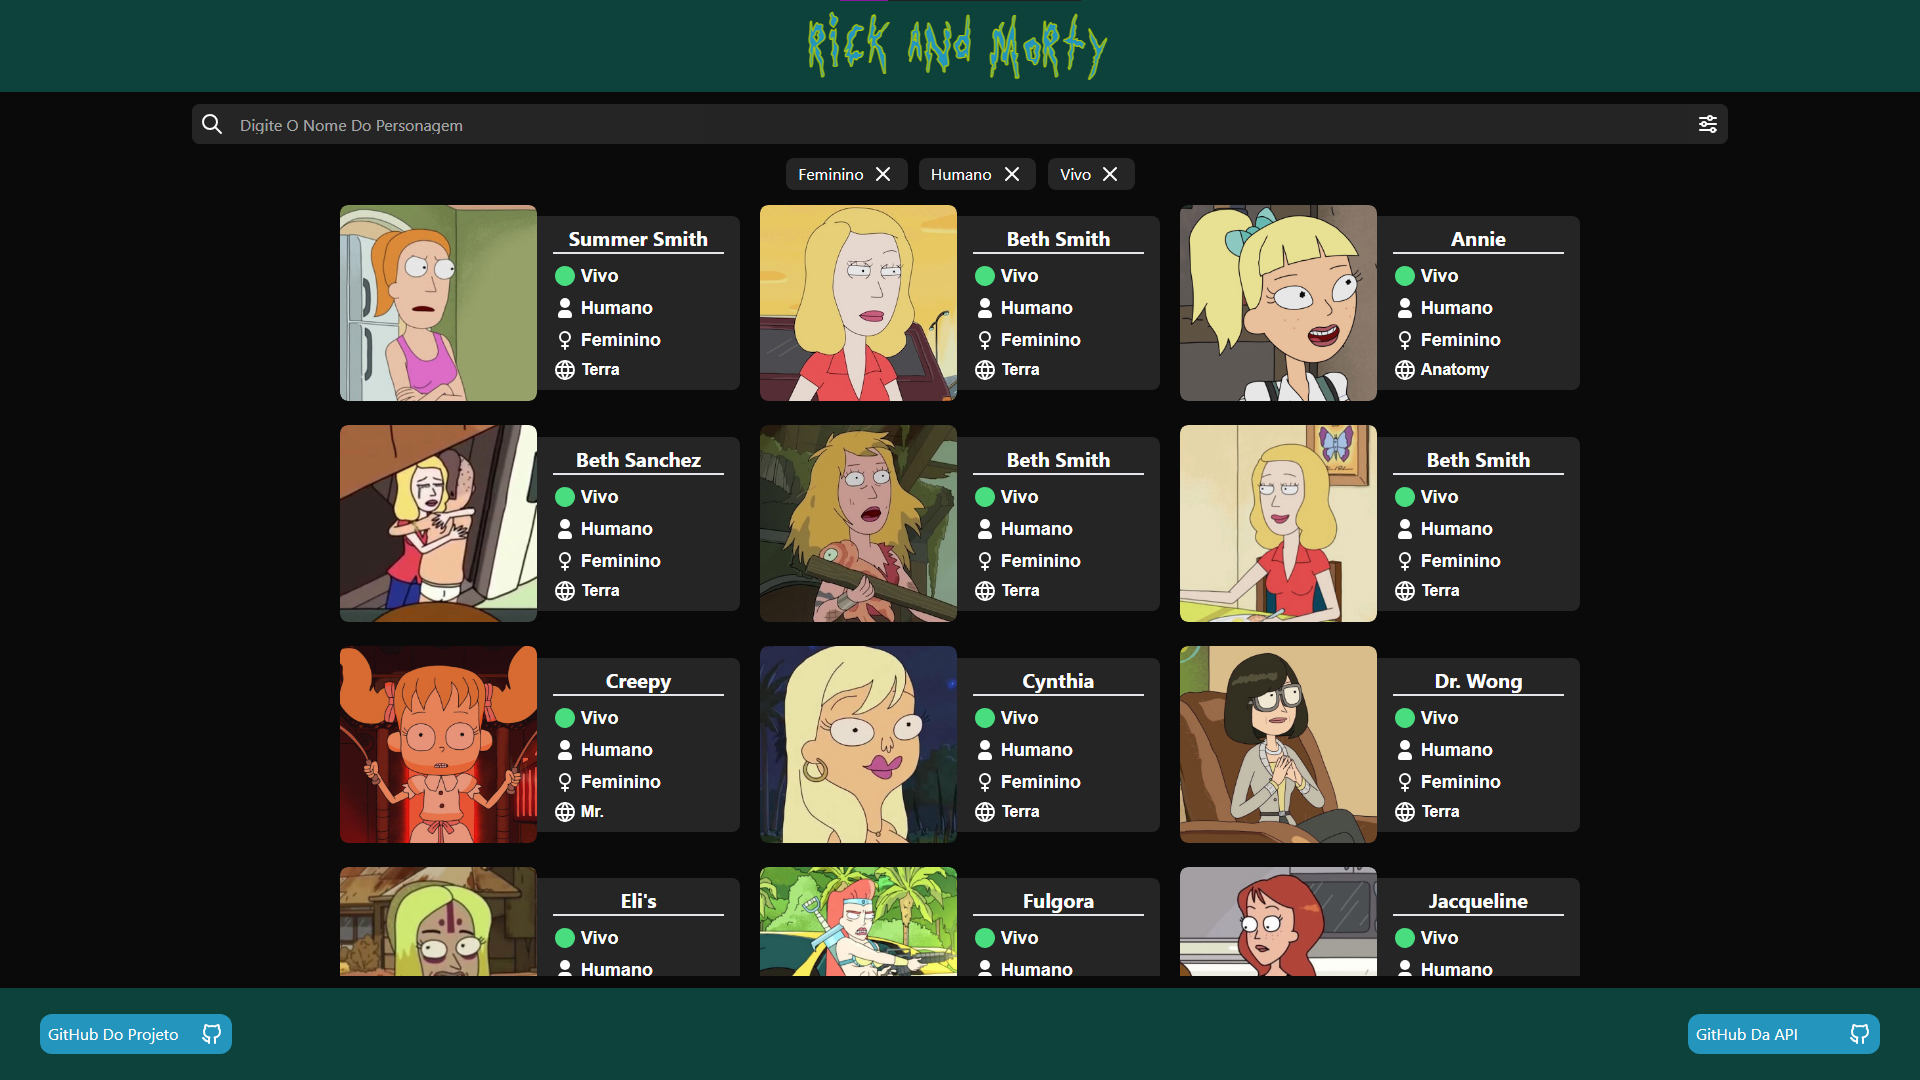 Rick and Morty
Digite O Nome Do Personagem
Feminino
Humano
Vivo
Summer Smith
Vivo
Humano
Feminino
Terra
Beth Smith
Vivo
Humano
Feminino
Terra
Annie
Vivo
Humano
Feminino
Anatomy
Beth Sanchez
Vivo
Humano
Feminino
Terra
Beth Smith
Vivo
Humano
Feminino
Terra
Beth Smith
Vivo
Humano
Feminino
Terra
Creepy
Vivo
Humano
Feminino
Mr.
Cynthia
Vivo
Humano
Feminino
Terra
Dr. Wong
Vivo
Humano
Feminino
Terra
Eli's
Vivo
Humano
Fulgora
Vivo
Humano
Jacqueline
Vivo
Humano
GitHub Do Projeto
GitHub Da API